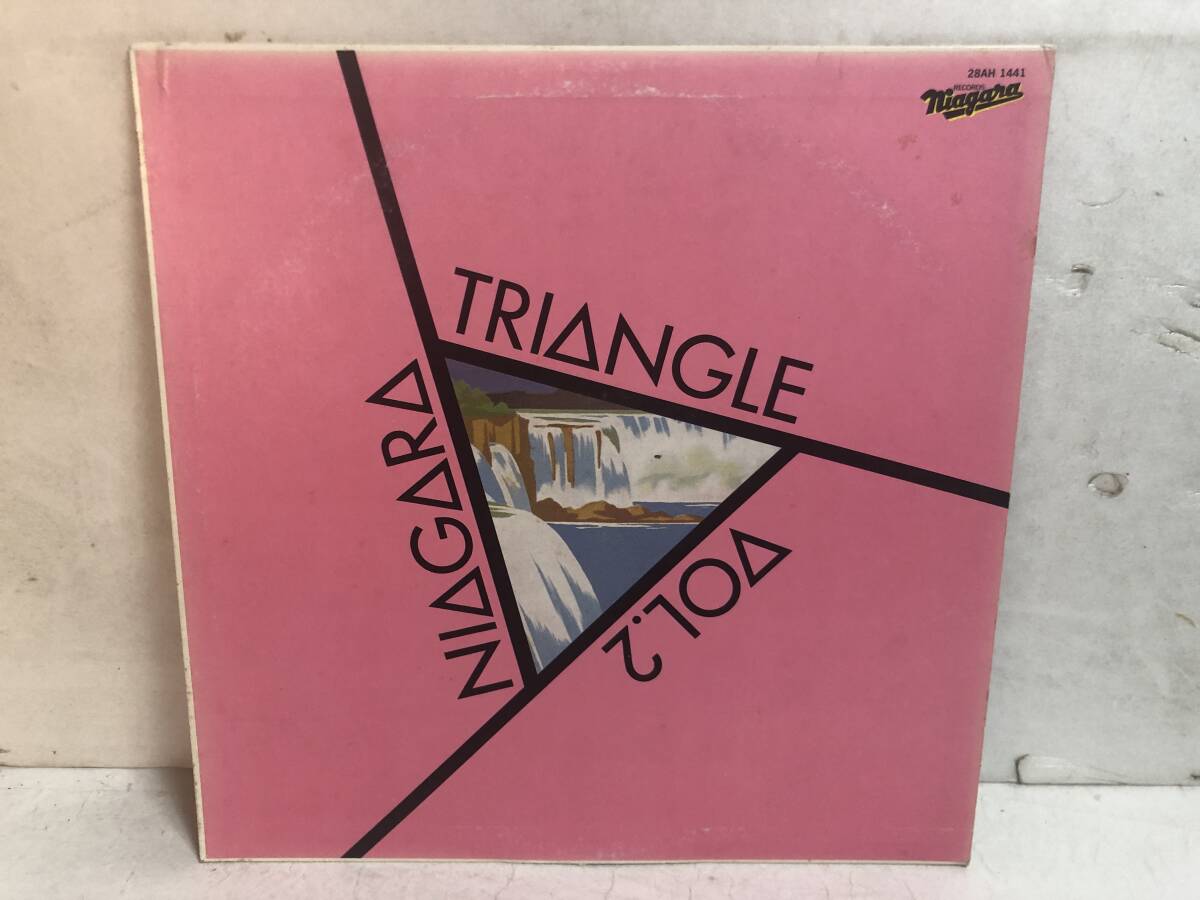 28AH 1441
RECORDS
Niagara
NIAGARA
TRIANGLE
VOL.2